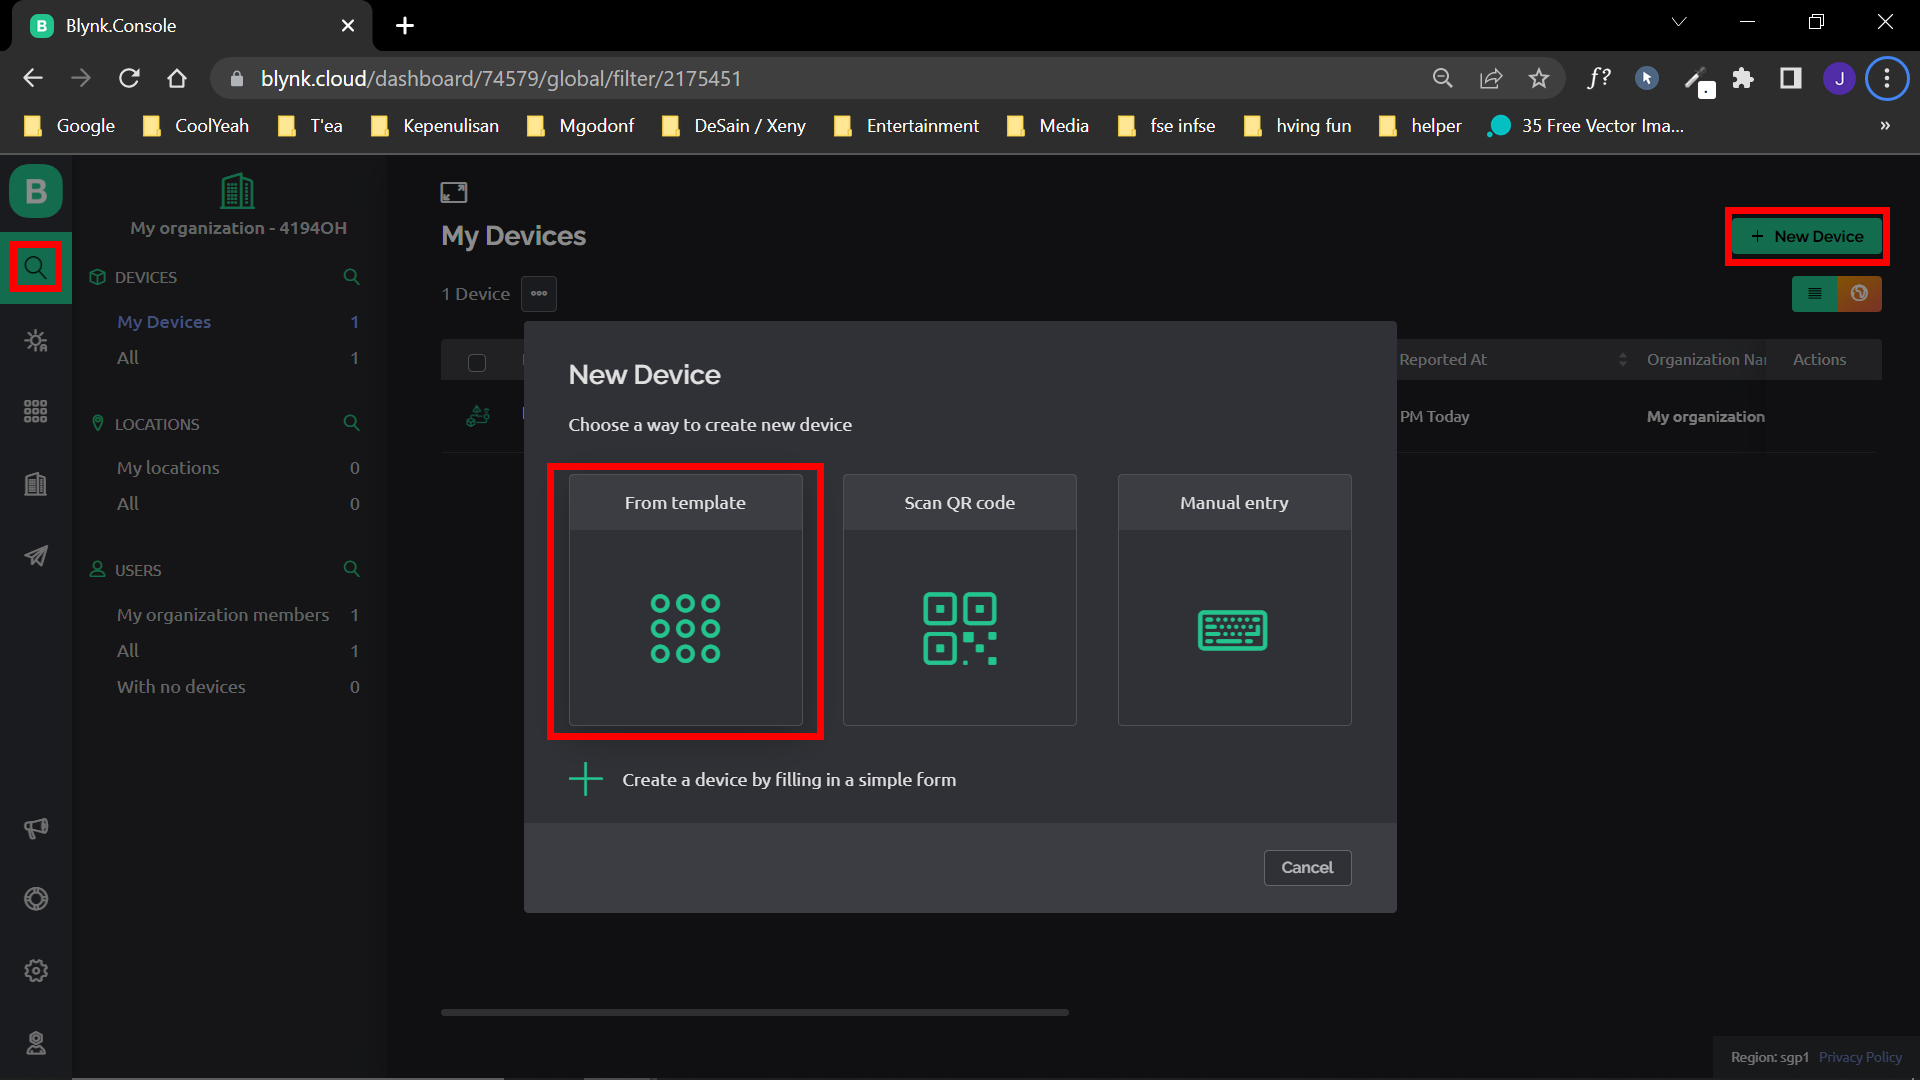 B Blynk.Console
blynk.cloud/dashboard/74579/global/filter/2175451
f? J
Google CoolYeah T'ea Kepenulisan Mgodonf DeSain / Xeny Entertainment Media fse infse hving fun helper 35 Free Vector Ima... »
B
My organization - 4194OH
DEVICES
My Devices 1
All 1
LOCATIONS
My locations 0
All 0
USERS
My organization members 1
All 1
With no devices 0
My Devices
+ New Device
1 Device
Reported At Organization Nar Actions
PM Today My organization
New Device
Choose a way to create new device
From template
Scan QR code
Manual entry
Create a device by filling in a simple form
Cancel
Region: sgp1 Privacy Policy